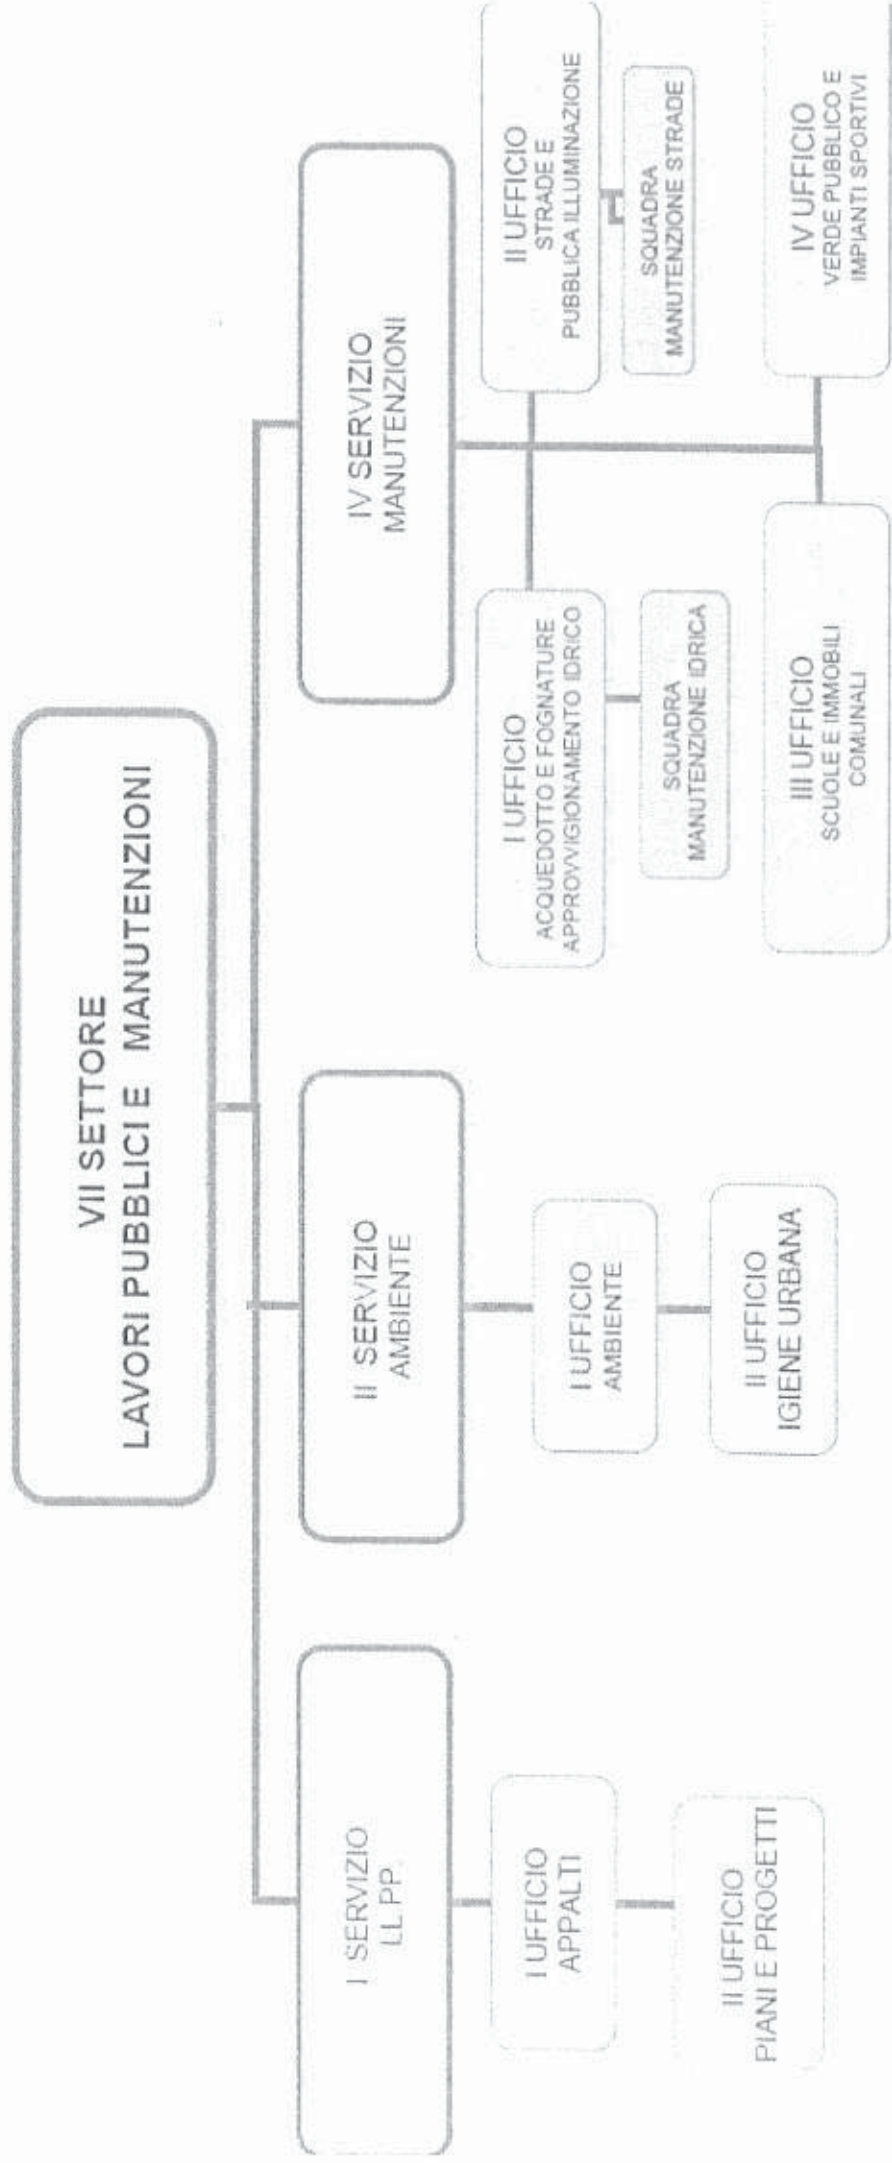 VII SETTORE
LAVORI PUBBLICI E MANUTENZIONI
I SERVIZIO
LL.PP.
I UFFICIO
APPALTI
II UFFICIO
PIANI E PROGETTI
II SERVIZIO
AMBIENTE
I UFFICIO
AMBIENTE
II UFFICIO
IGIENE URBANA
IV SERVIZIO
MANUTENZIONI
I UFFICIO
ACQUEDOTTO E FOGNATURE
APPROVVIGIONAMENTO IDRICO
SQUADRA
MANUTENZIONE IDRICA
II UFFICIO
STRADE E
PUBBLICA ILLUMINAZIONE
SQUADRA
MANUTENZIONE STRADE
III UFFICIO
SCUOLE E IMMOBILI
COMUNALI
IV UFFICIO
VERDE PUBBLICO E
IMPIANTI SPORTIVI